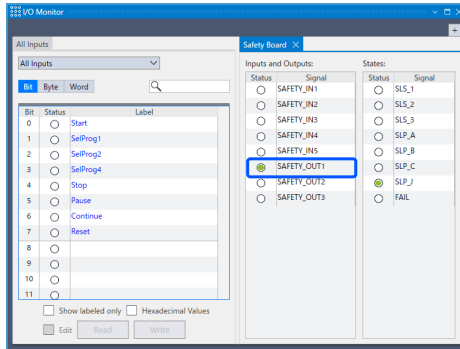 I/O Monitor
All Inputs
Safety Board
All Inputs
Bit Byte Word
Bit Status Label
0 Start
1 SelProg1
2 SelProg2
3 SelProg4
4 Stop
5 Pause
6 Continue
7 Reset
8
9
10
11
Show labeled only Hexadecimal Values
Edit Read Write
Inputs and Outputs:
Status Signal
SAFETY_IN1
SAFETY_IN2
SAFETY_IN3
SAFETY_IN4
SAFETY_IN5
SAFETY_OUT1
SAFETY_OUT2
SAFETY_OUT3
States:
Status Signal
SLS_1
SLS_2
SLS_3
SLP_A
SLP_B
SLP_C
SLP_J
FAIL